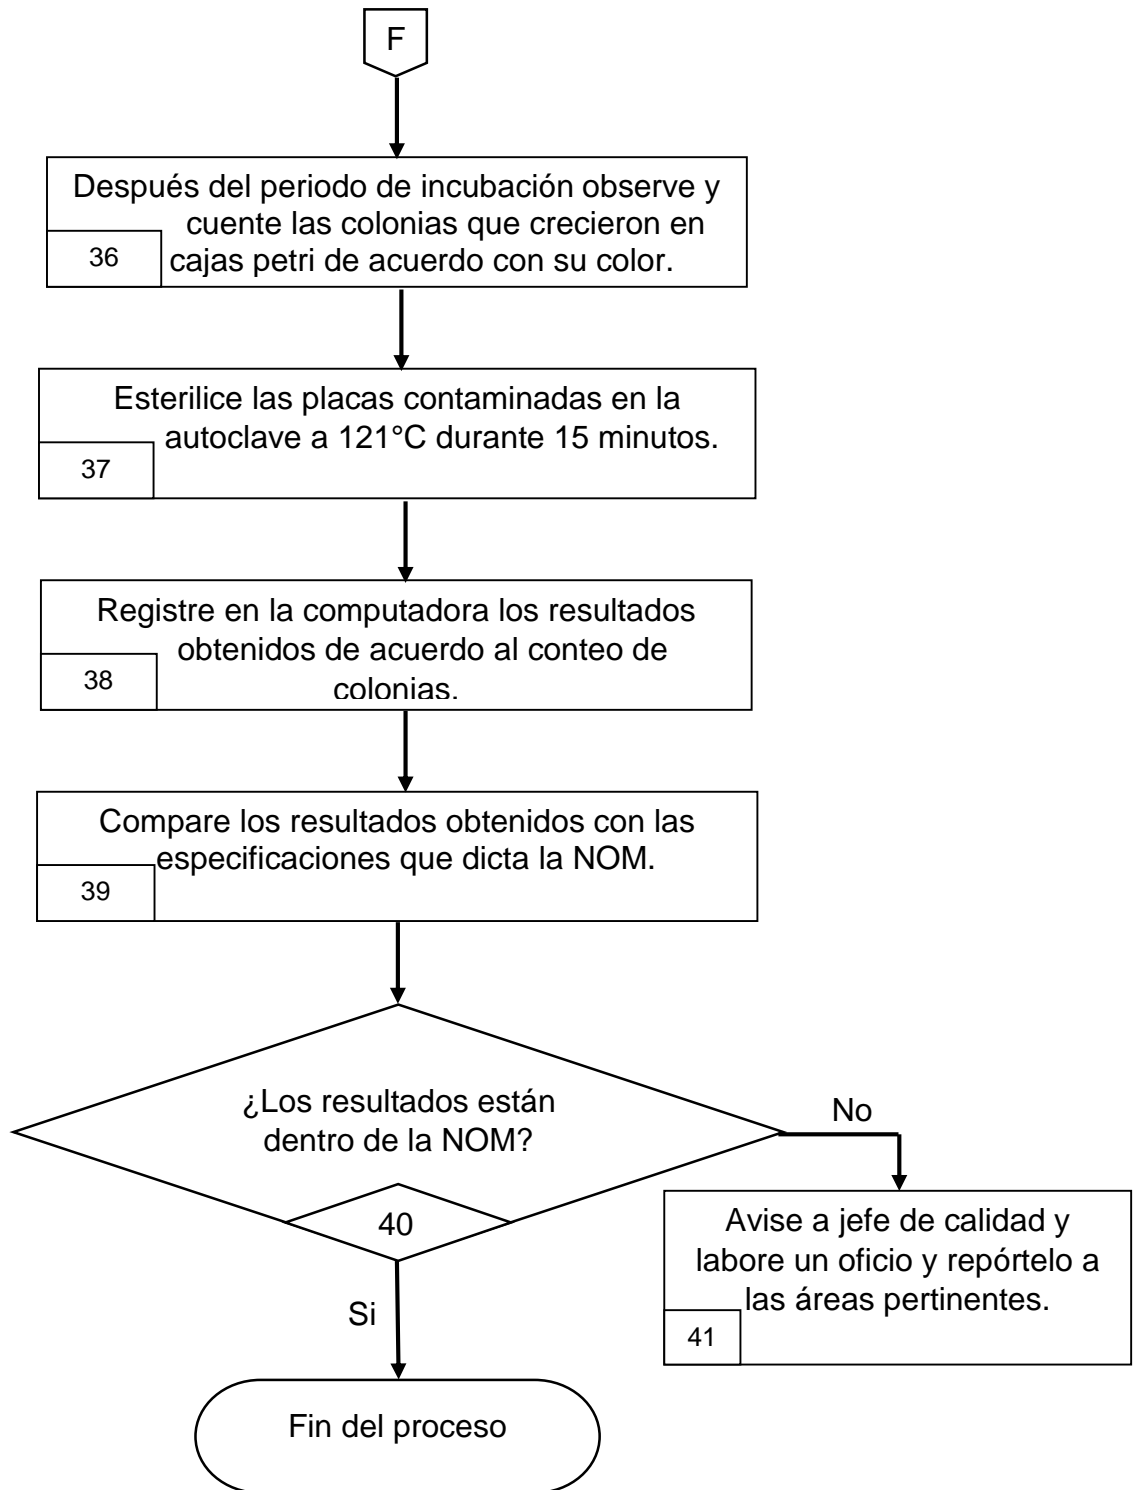 F
Después del periodo de incubación observe y
cuente las colonias que crecieron en
cajas petri de acuerdo con su color.
36
Esterilice las placas contaminadas en la
autoclave a 121°C durante 15 minutos.
37
Registre en la computadora los resultados
obtenidos de acuerdo al conteo de
colonias.
38
Compare los resultados obtenidos con las
especificaciones que dicta la NOM.
39
¿Los resultados están
dentro de la NOM?
40
No
Avise a jefe de calidad y
labore un oficio y repórtelo a
las áreas pertinentes.
41
Si
Fin del proceso